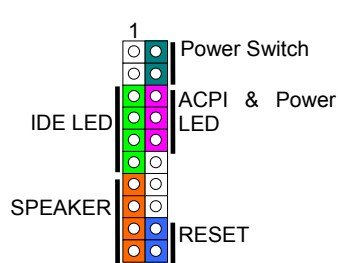 1
Power Switch
ACPI & Power
LED
IDE LED
SPEAKER
RESET